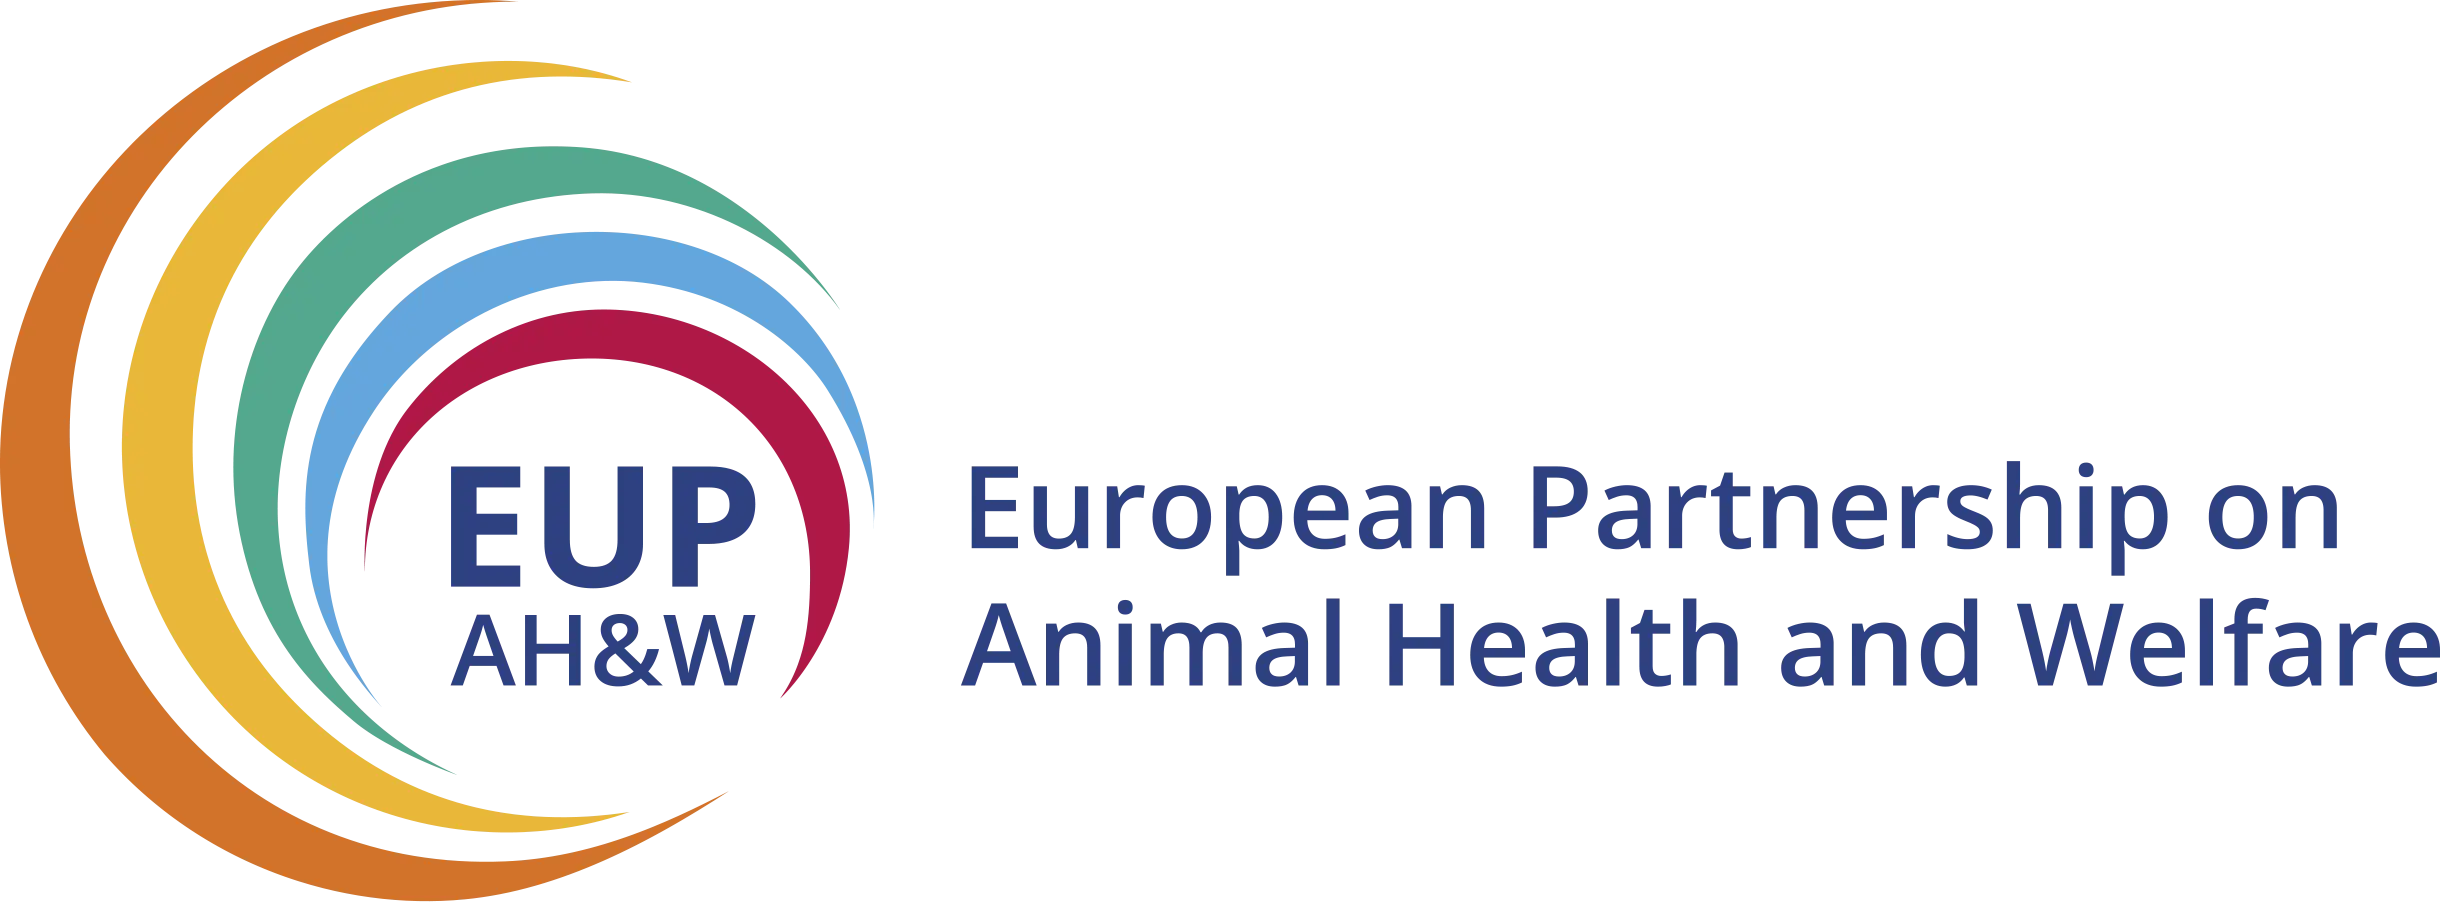 EUP
AH&W
European Partnership on
Animal Health and Welfare